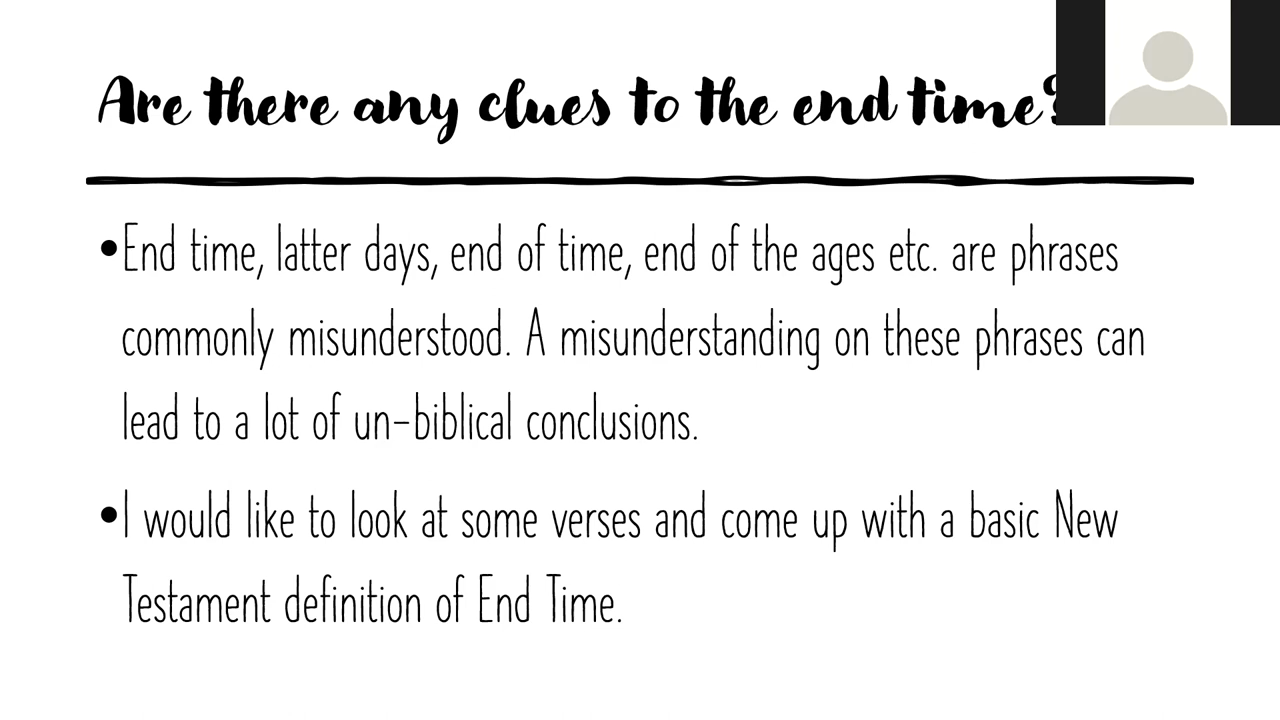 Are there any clues to the end time?
•End time, latter days, end of time, end of the ages etc. are phrases
commonly misunderstood. A misunderstanding on these phrases can
lead to a lot of un-biblical conclusions.
•I would like to look at some verses and come up with a basic New
Testament definition of End Time.